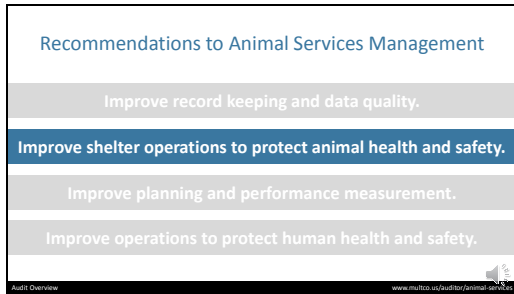 Recommendations to Animal Services Management
Improve record keeping and data quality.
Improve shelter operations to protect animal health and safety.
Improve planning and performance measurement.
Improve operations to protect human health and safety.
Audit Overview
www.multco.us/auditor/animal-services